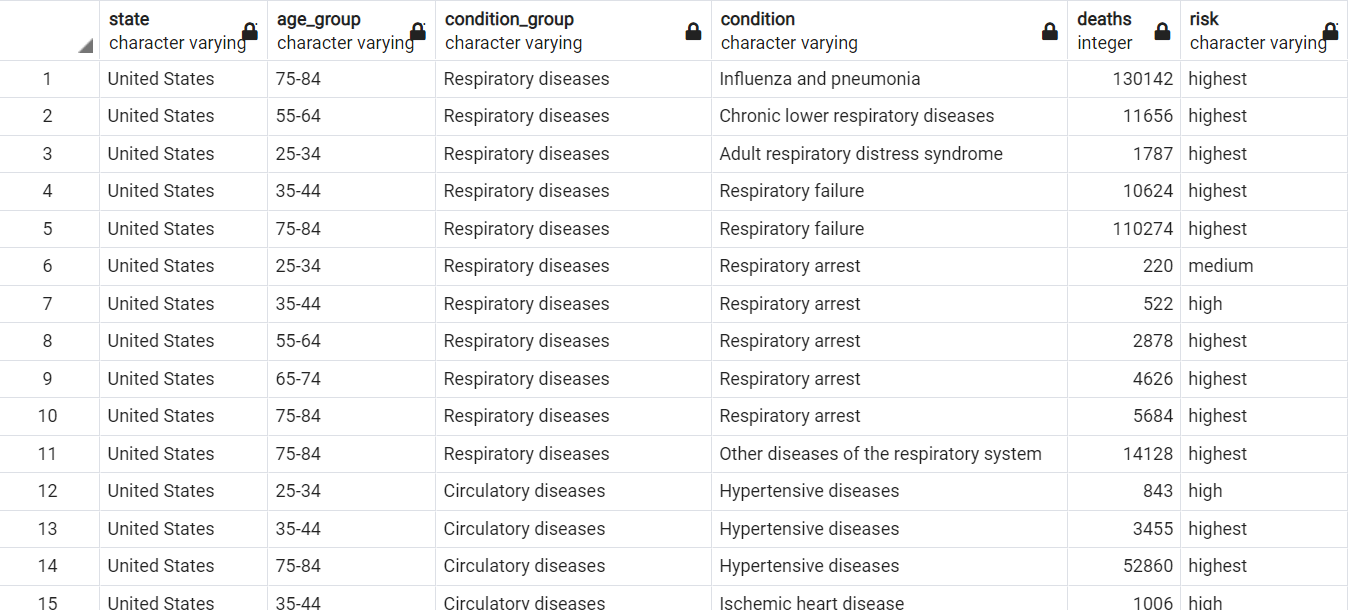 state age_group condition_group condition deaths risk
character varying character varying character varying character varying integer character varying
1 United States 75-84 Respiratory diseases Influenza and pneumonia 130142 highest
2 United States 55-64 Respiratory diseases Chronic lower respiratory diseases 11656 highest
3 United States 25-34 Respiratory diseases Adult respiratory distress syndrome 1787 highest
4 United States 35-44 Respiratory diseases Respiratory failure 10624 highest
5 United States 75-84 Respiratory diseases Respiratory failure 110274 highest
6 United States 25-34 Respiratory diseases Respiratory arrest 220 medium
7 United States 35-44 Respiratory diseases Respiratory arrest 522 high
8 United States 55-64 Respiratory diseases Respiratory arrest 2878 highest
9 United States 65-74 Respiratory diseases Respiratory arrest 4626 highest
10 United States 75-84 Respiratory diseases Respiratory arrest 5684 highest
11 United States 75-84 Respiratory diseases Other diseases of the respiratory system 14128 highest
12 United States 25-34 Circulatory diseases Hypertensive diseases 843 high
13 United States 35-44 Circulatory diseases Hypertensive diseases 3455 highest
14 United States 75-84 Circulatory diseases Hypertensive diseases 52860 highest
15 United States 35-44 Circulatory diseases Ischemic heart disease 1006 high